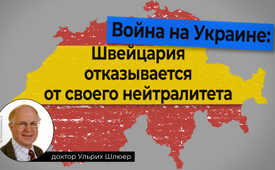 Война на Украине:
Швейцария
отказывается
от своего нейтралитета
доктор Ульрих Шлюер